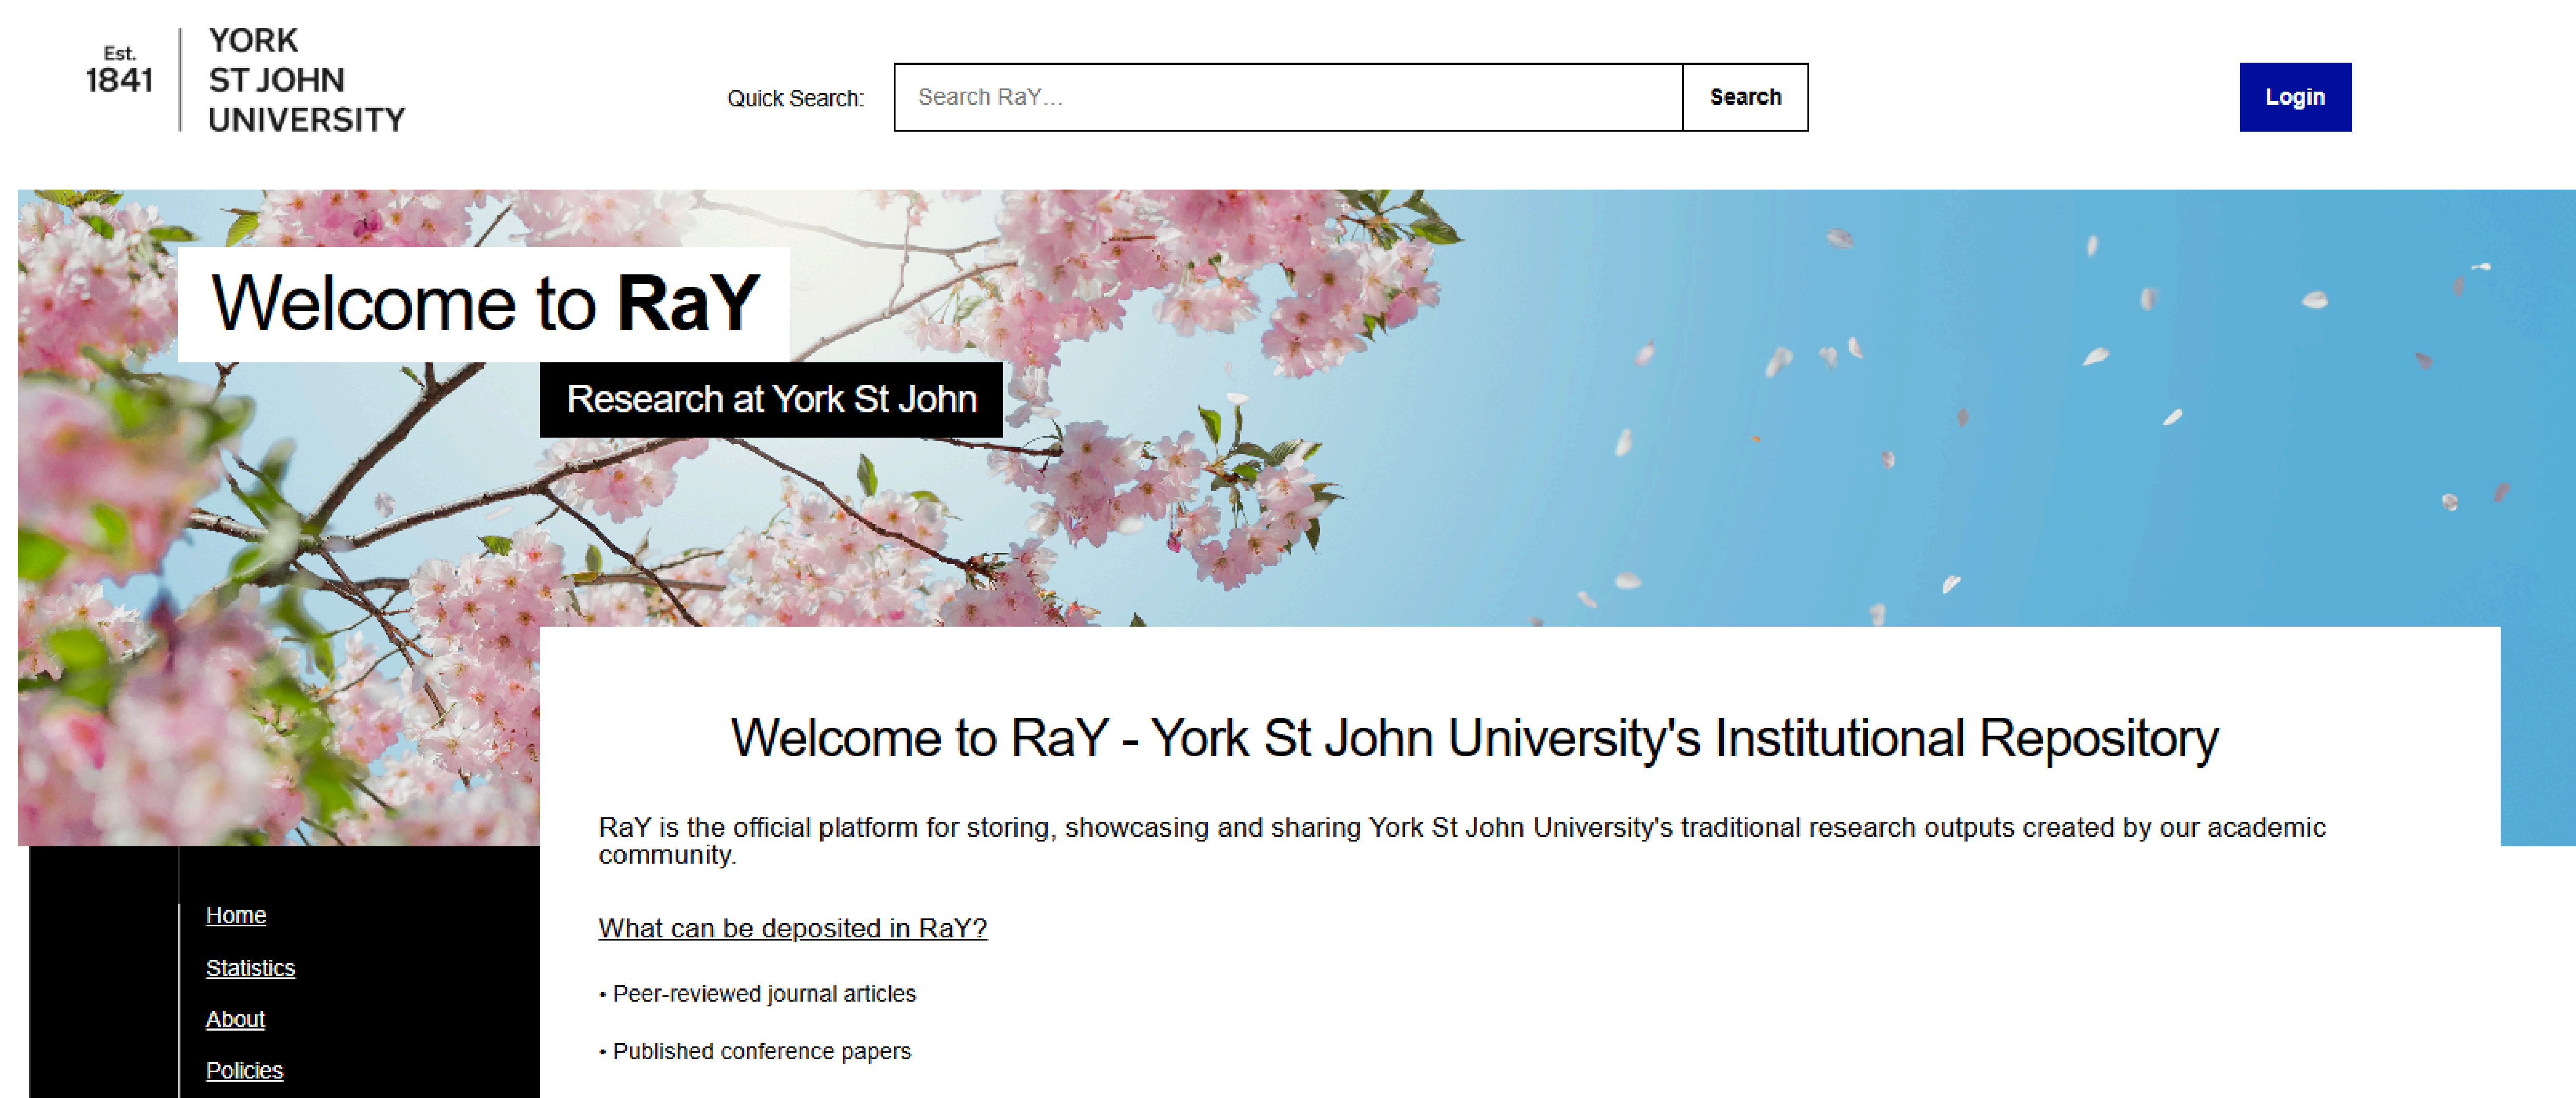 Est.
1841
YORK
ST JOHN
UNIVERSITY
Quick Search:
Search RaY...
Search
Login
Welcome to RaY
Research at York St John
Welcome to RaY - York St John University's Institutional Repository
RaY is the official platform for storing, showcasing and sharing York St John University's traditional research outputs created by our academic
community.
What can be deposited in RaY?
• Peer-reviewed journal articles
• Published conference papers
Home
Statistics
About
Policies